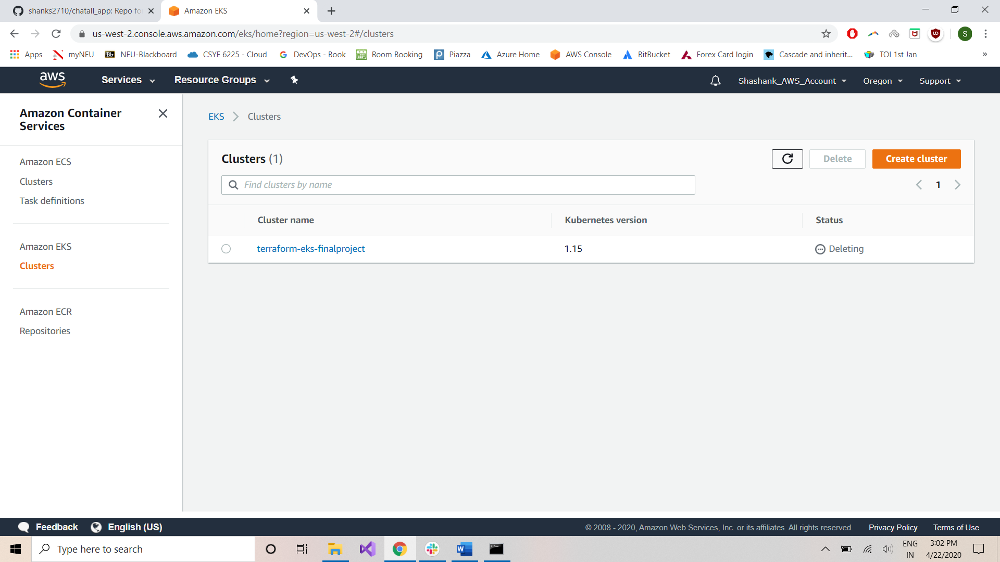 shanks2710/chatall_app: Repo fo
Amazon EKS
us-west-2.console.aws.amazon.com/eks/home?region=us-west-2#/clusters
S
Apps
myNEU
Bb
NEU-Blackboard
CSYE 6225 - Cloud
DevOps - Book
Room Booking
Piazza
Azure Home
AWS Console
BitBucket
Forex Card login
Cascade and inherit...
TOI 1st Jan
»
aws
Services
Resource Groups
Shashank_AWS_Account
Oregon
Support
Amazon Container
Services
Amazon ECS
Clusters
Task definitions
Amazon EKS
Clusters
Amazon ECR
Repositories
EKS
Clusters
Clusters (1)
Delete
Create cluster
Find clusters by name
1
Cluster name
Kubernetes version
Status
terraform-eks-finalproject
1.15
Deleting
Feedback
English (US)
© 2008 - 2020, Amazon Web Services, Inc. or its affiliates. All rights reserved.
Privacy Policy
Terms of Use
Type here to search
ENG
IN
3:02 PM
4/22/2020